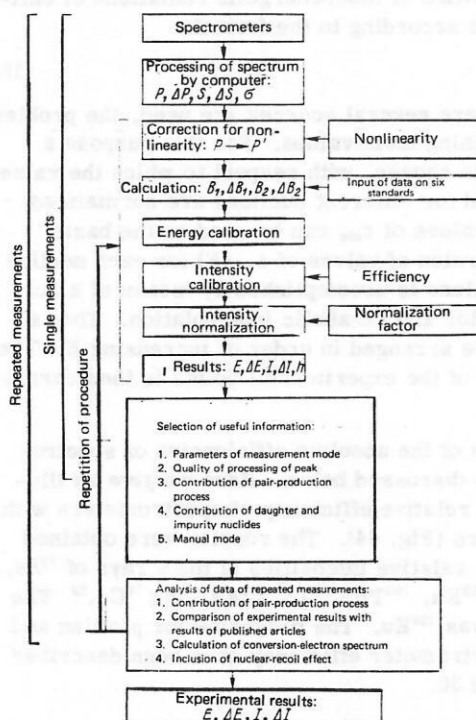 Spectrometers
Processing of spectrum
by computer:
P, ΔP, S, ΔS, σ
Correction for non-
linearity: p → p'
Nonlinearity
Calculation: B₁, ΔB₁, B₂, ΔB₂
Input of data on six
standards
Energy calibration
Intensity
calibration
Efficiency
Intensity
normalization
Normalization
factor
Results: E, ΔE, I, ΔI, h
Repeated measurements
Single measurements
Repetition of procedure
Selection of useful information:
1. Parameters of measurement mode
2. Quality of processing of peak
3. Contribution of pair-production
process
4. Contribution of daughter and
impurity nuclides
5. Manual mode
Analysis of data of repeated measurements:
1. Contribution of pair-production process
2. Comparison of experimental results with
results of published articles
3. Calculation of conversion-electron spectrum
4. Inclusion of nuclear-recoil effect
Experimental results:
E, ΔE, I, ΔI